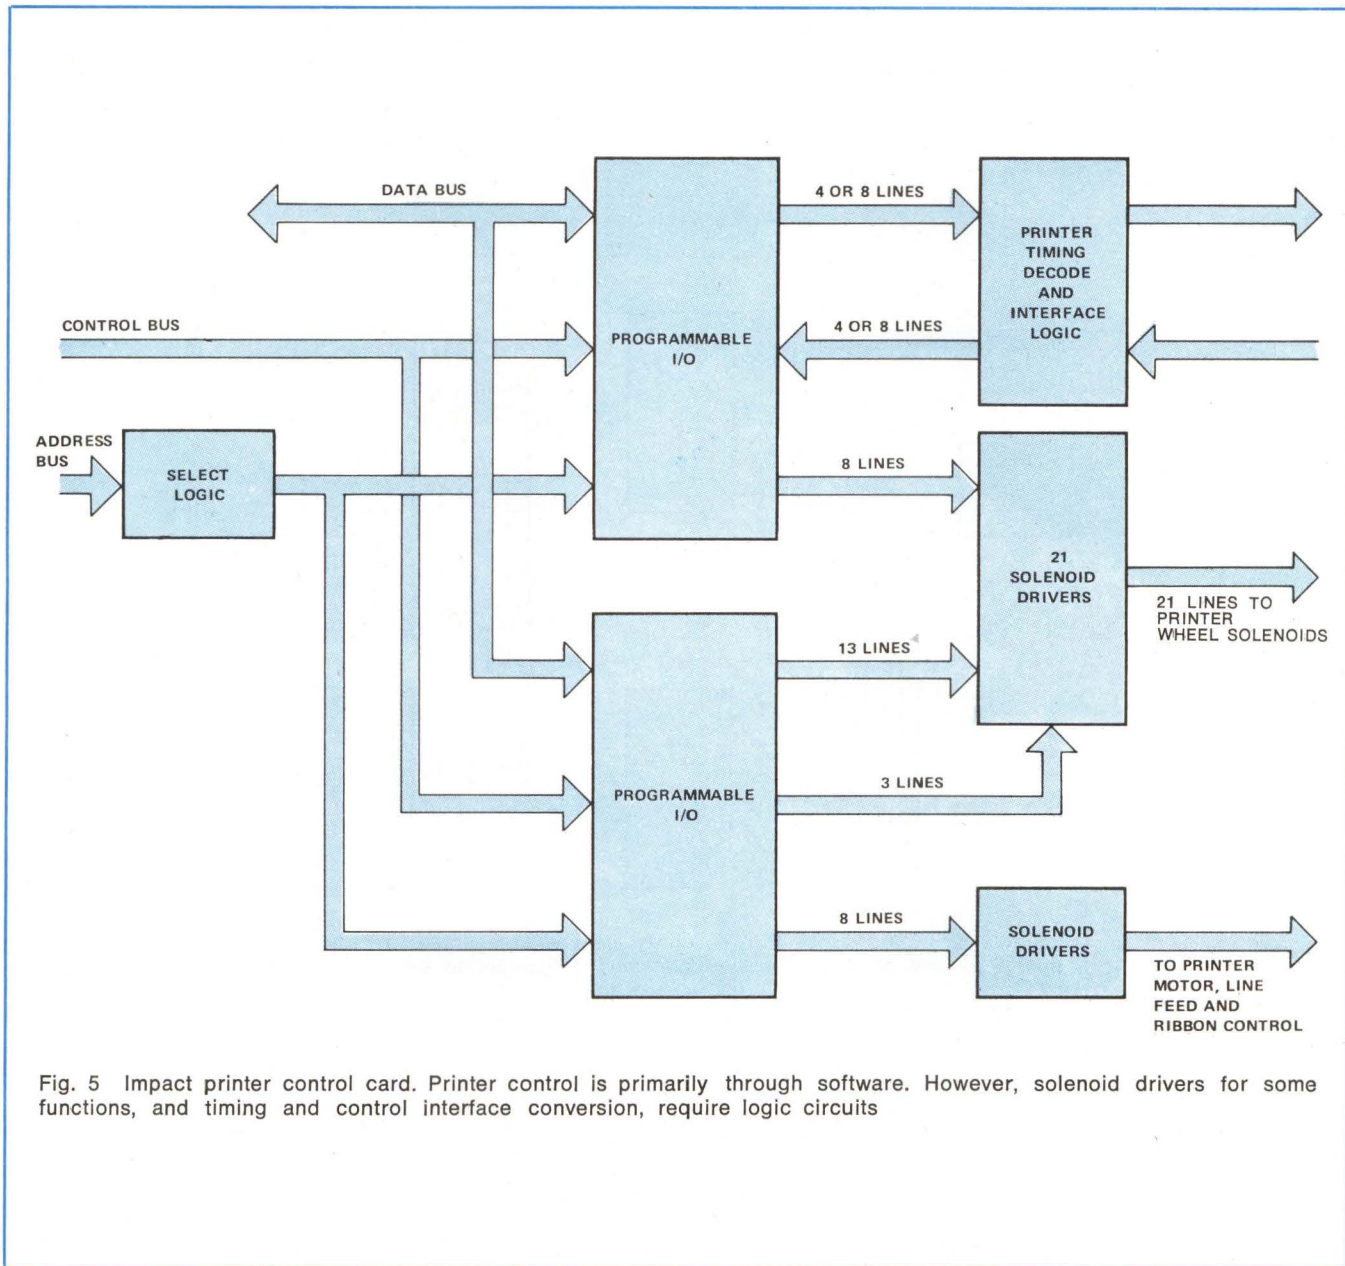 DATA BUS
4 OR 8 LINES
PRINTER
TIMING
DECODE
AND
INTERFACE
LOGIC
CONTROL BUS
4 OR 8 LINES
PROGRAMMABLE
I/O
ADDRESS
BUS
SELECT
LOGIC
8 LINES
21
SOLENOID
DRIVERS
21 LINES TO
PRINTER
WHEEL SOLENOIDS
13 LINES
3 LINES
PROGRAMMABLE
I/O
8 LINES
SOLENOID
DRIVERS
TO PRINTER
MOTOR, LINE
FEED AND
RIBBON CONTROL
Fig. 5 Impact printer control card. Printer control is primarily through software. However, solenoid drivers for some
functions, and timing and control interface conversion, require logic circuits